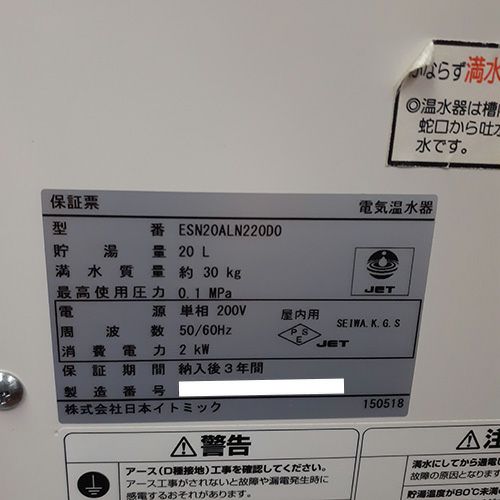 かならず満水
◎温水器は槽
蛇口から吐水
水です。
保証票 電気温水器
型番 ESN20ALN220D0
貯湯量 20 L
満水質量 約 30 kg
最高使用圧力 0.1 MPa
JET
電源 単相 200V 屋内用
周波数 50/60Hz PSE JET SEIWA.K.G.S
消費電力 2 kW
保証期間 納入後3年間
製造番号
株式会社日本イトミック 150518
警告
アース(D種接地)工事を確認してください。
アース工事がされないと故障や漏電発生時に
感電するおそれがあります。
注
満水にしてから通電
故障の原因となります
貯湯温度が80℃未満